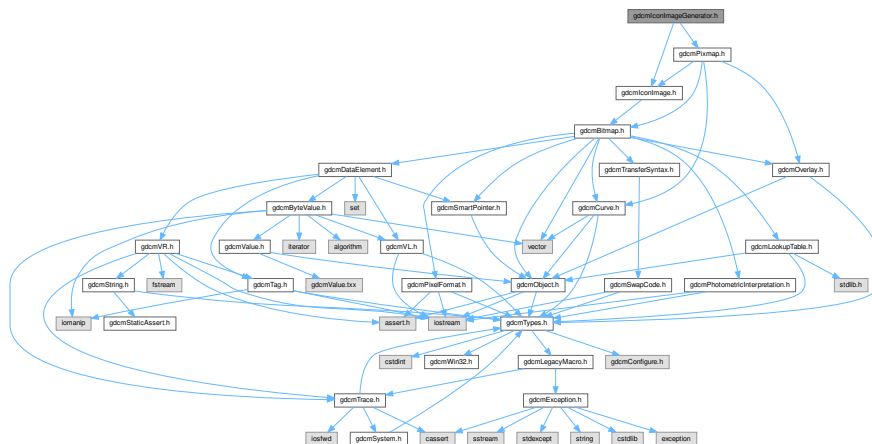 gdcmIconImageGenerator.h
gdcmPixmap.h
gdcmIconImage.h
gdcmBitmap.h
gdcmDataElement.h
gdcmTransferSyntax.h
gdcmOverlay.h
gdcmByteValue.h
set
gdcmSmartPointer.h
gdcmCurve.h
gdcmVR.h
gdcmValue.h
iterator
algorithm
gdcmVL.h
vector
gdcmLookupTable.h
gdcmString.h
fstream
gdcmTag.h
gdcmValue.txx
gdcmPixelFormat.h
gdcmObject.h
gdcmSwapCode.h
gdcmPhotometricInterpretation.h
stdlib.h
iomanip
gdcmStaticAssert.h
assert.h
iostream
gdcmTypes.h
cstdint
gdcmWin32.h
gdcmLegacyMacro.h
gdcmConfigure.h
gdcmTrace.h
gdcmException.h
iosfwd
gdcmSystem.h
cassert
sstream
stdexcept
string
cstdlib
exception